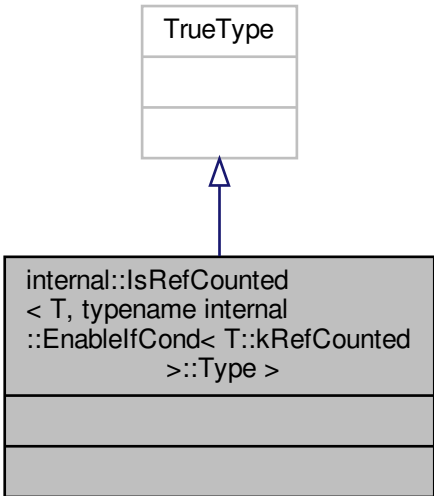 TrueType
internal::IsRefCounted
< T, typename internal
::EnableIfCond< T::kRefCounted
>::Type >